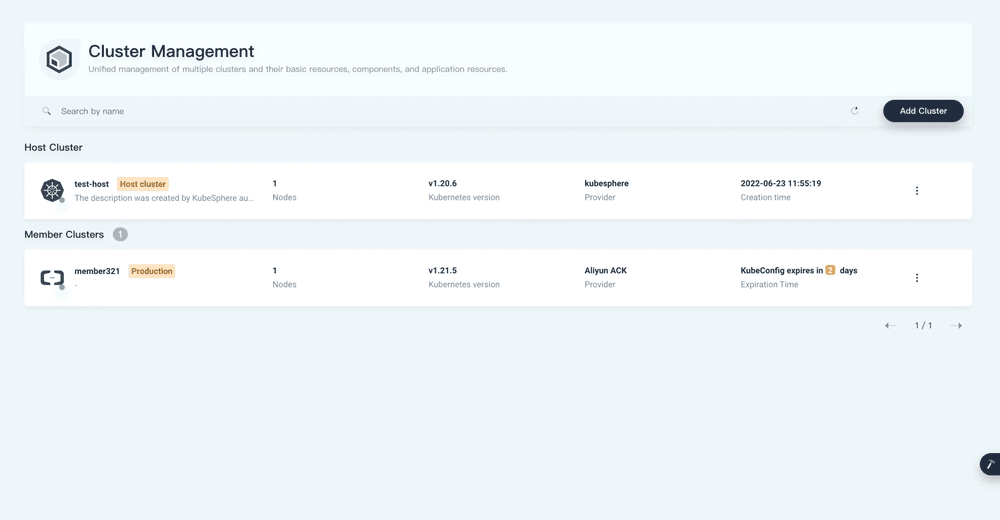 Cluster Management
Unified management of multiple clusters and their basic resources, components, and application resources.
Search by name
Add Cluster
Host Cluster
test-host Host cluster
The description was created by KubeSphere au...
1
Nodes
v1.20.6
Kubernetes version
kubesphere
Provider
2022-06-23 11:55:19
Creation time
Member Clusters 1
member321 Production
-
1
Nodes
v1.21.5
Kubernetes version
Aliyun ACK
Provider
KubeConfig expires in 2 days
Expiration Time
1 / 1